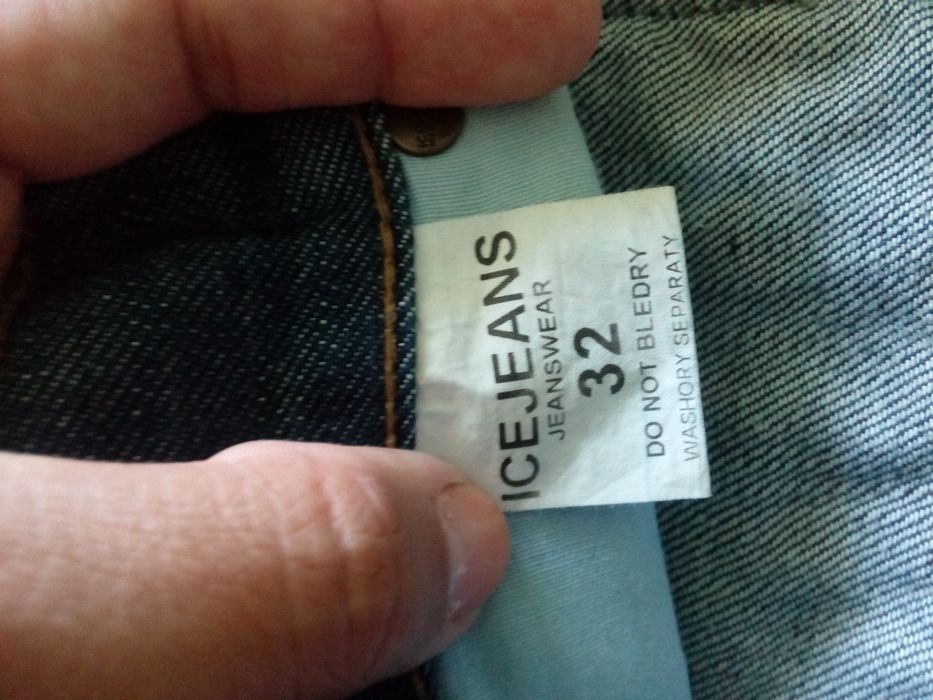 ICEJEANS
JEANSWEAR
32
DO NOT BLEDRY
WASHORY SEPARATY